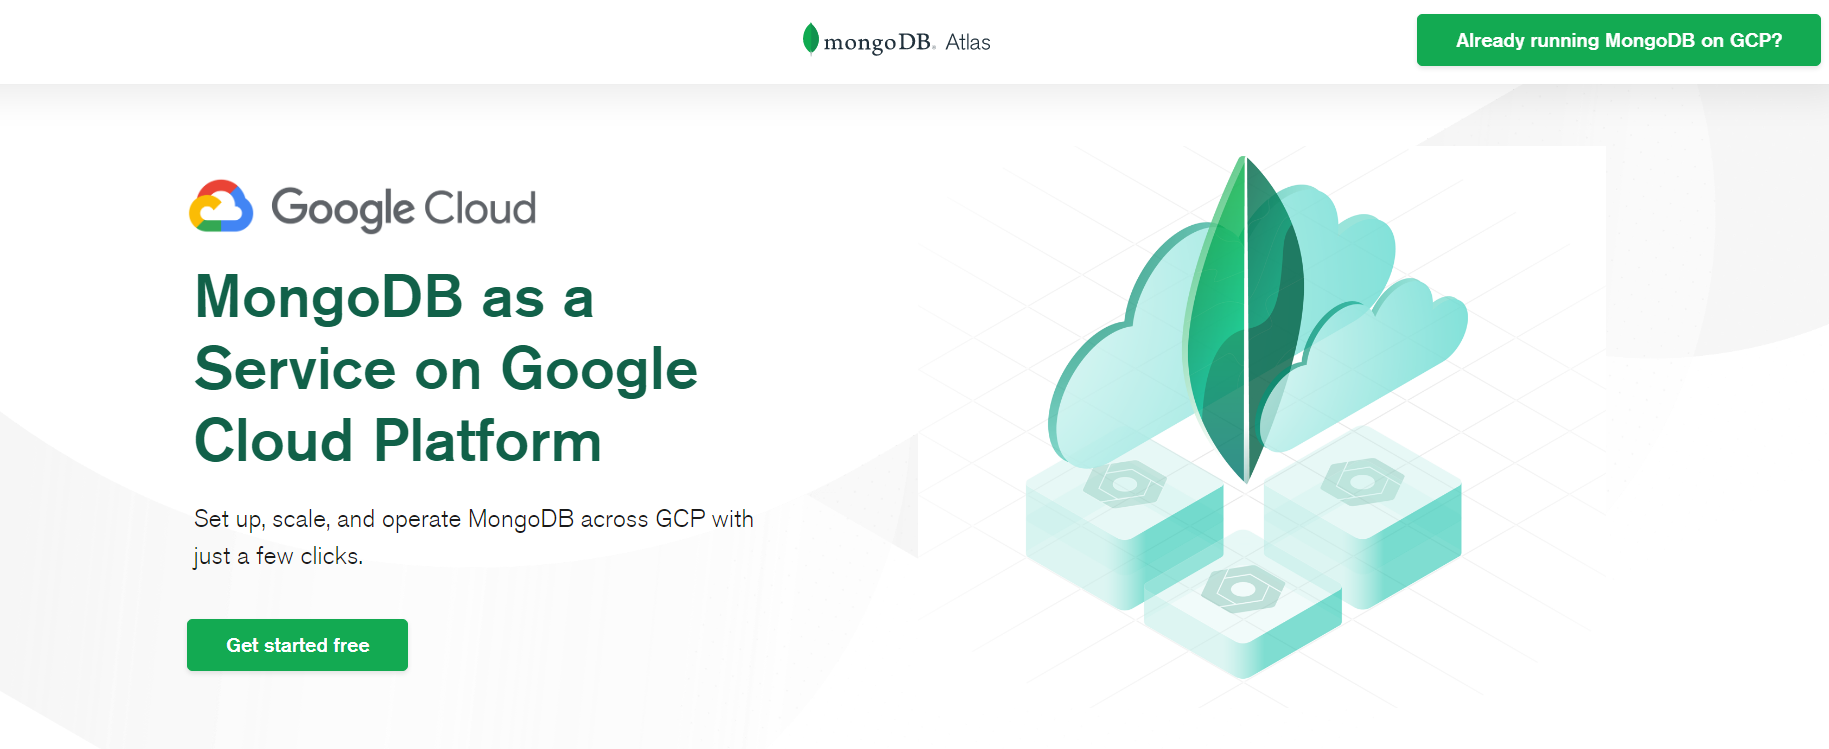 mongoDB. Atlas
Already running MongoDB on GCP?
Google Cloud
MongoDB as a
Service on Google
Cloud Platform
Set up, scale, and operate MongoDB across GCP with
just a few clicks.
Get started free